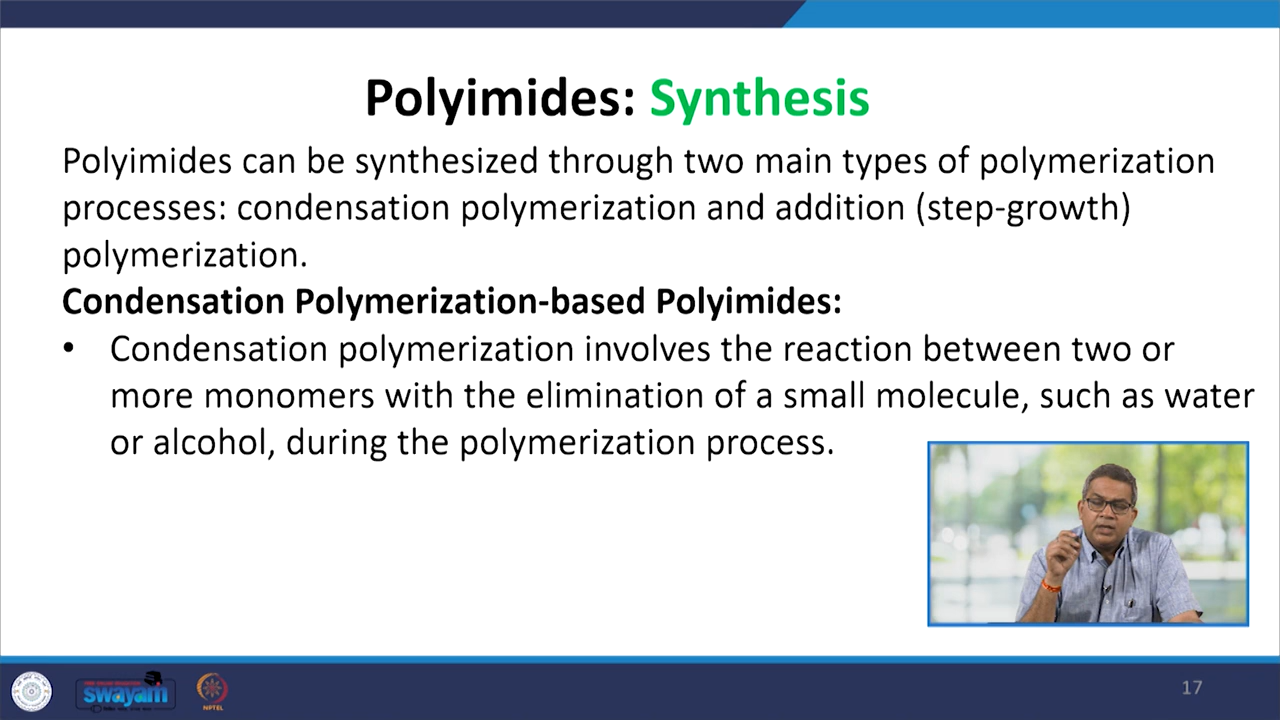 Polyimides: Synthesis
Polyimides can be synthesized through two main types of polymerization
processes: condensation polymerization and addition (step-growth)
polymerization.
Condensation Polymerization-based Polyimides:
• Condensation polymerization involves the reaction between two or
more monomers with the elimination of a small molecule, such as water
or alcohol, during the polymerization process.
swayam
NPTEL
17